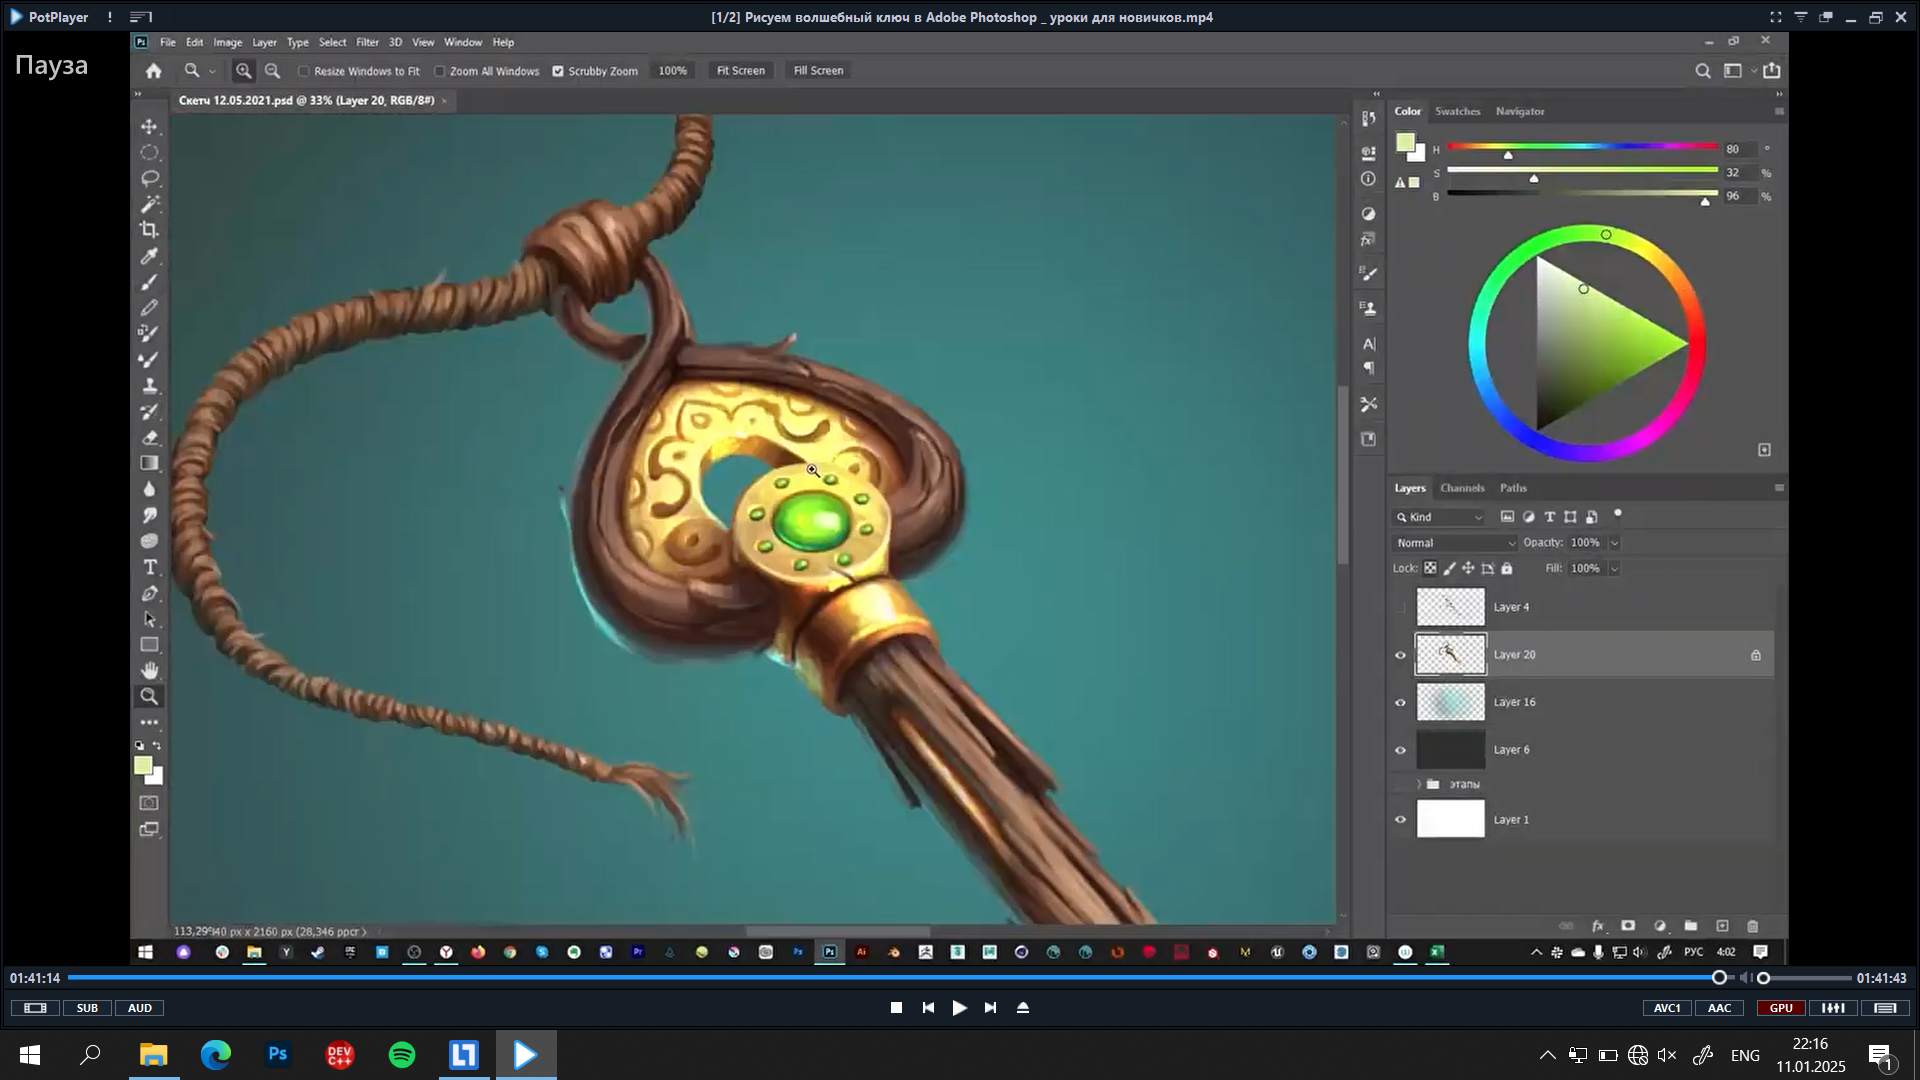 PotPlayer
[1/2] Рисуем волшебный ключ в Adobe Photoshop _ уроки для новичков.mp4
Пауза
Ps File Edit Image Layer Type Select Filter 3D View Window Help
Resize Windows to Fit Zoom All Windows Scrubby Zoom 100% Fit Screen Fill Screen
Скетч 12.05.2021.psd @ 33% (Layer 20, RGB/8#) ×
Color Swatches Navigator
H 80 °
S 32 %
B 96 %
Layers Channels Paths
Kind
Normal Opacity: 100%
Lock: Fill: 100%
Layer 4
Layer 20
Layer 16
Layer 6
этапы
Layer 1
2160 px (28,346 ppcm)
РУС 4:02
01:41:14
01:41:43
SUB AUD
AVC1 AAC GPU
Ps DEV C++
ENG
22:16
11.01.2025
1